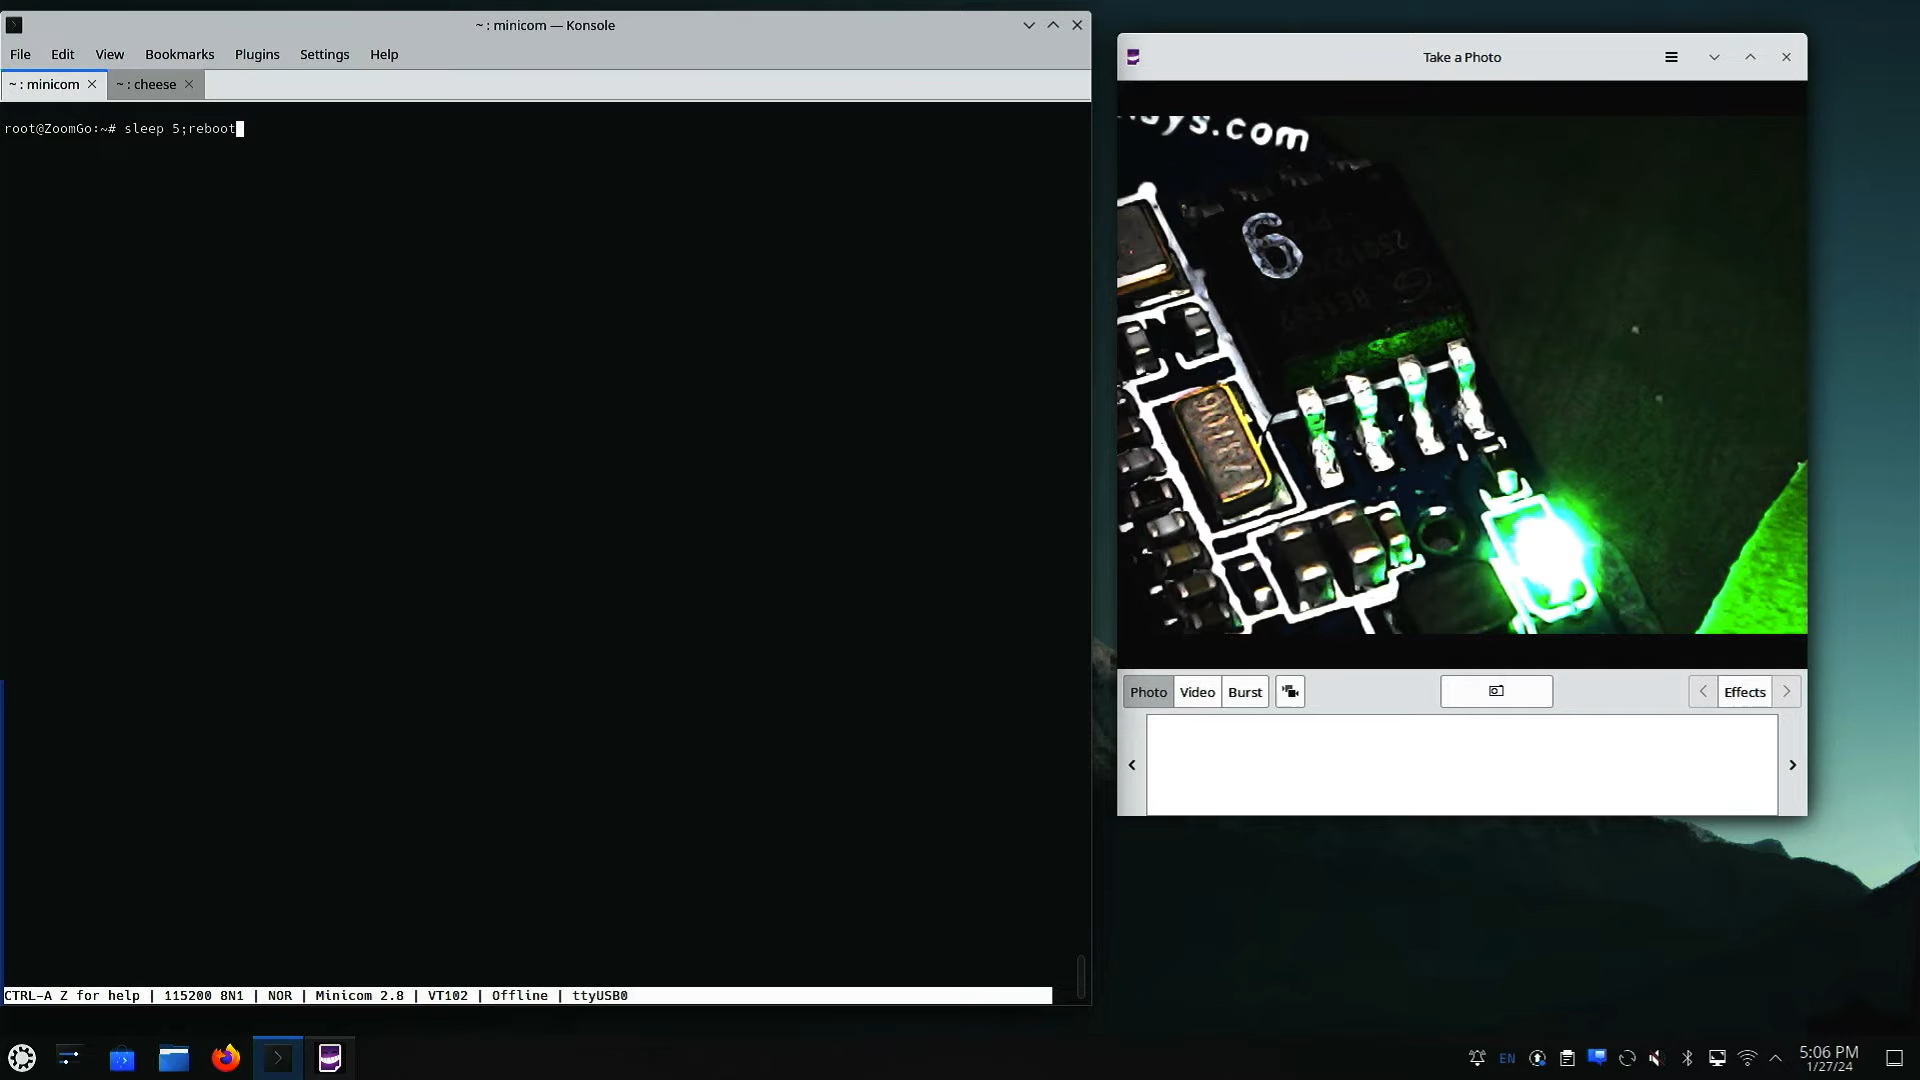 ~ : minicom — Konsole
File Edit View Bookmarks Plugins Settings Help
~ : minicom ~ : cheese
root@ZoomGo:~# sleep 5;reboot
CTRL-A Z for help | 115200 8N1 | NOR | Minicom 2.8 | VT102 | Offline | ttyUSB0
Take a Photo
sys.com
6
Photo Video Burst
Effects
EN
5:06 PM
1/27/24